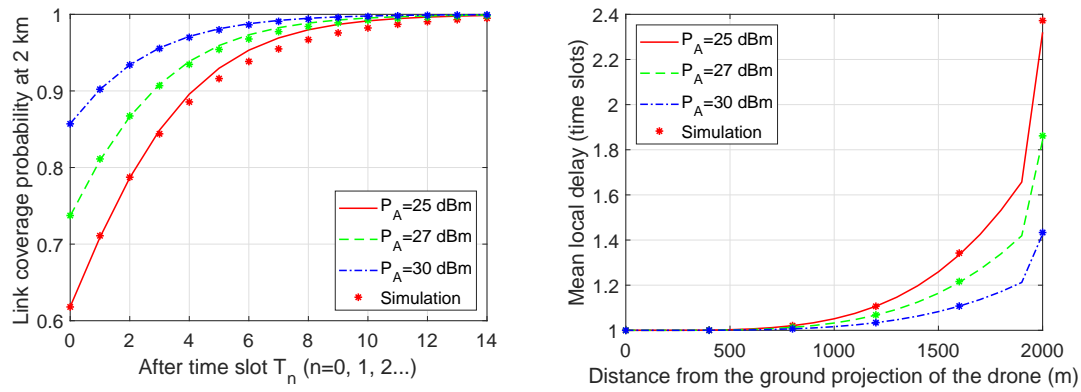 Link coverage probability at 2 km
1
0.9
0.8
0.7
0.6
0 2 4 6 8 10 12 14
After time slot T_n (n=0, 1, 2...)
P_A=25 dBm
P_A=27 dBm
P_A=30 dBm
Simulation
Mean local delay (time slots)
2.4
2.2
2
1.8
1.6
1.4
1.2
1
0 500 1000 1500 2000
Distance from the ground projection of the drone (m)
P_A=25 dBm
P_A=27 dBm
P_A=30 dBm
Simulation